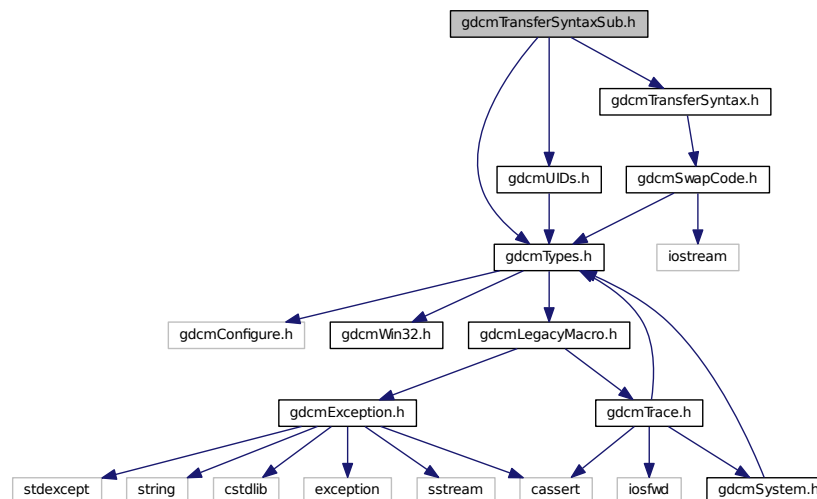 gdcmTransferSyntaxSub.h
gdcmTransferSyntax.h
gdcmUIDs.h
gdcmSwapCode.h
gdcmTypes.h
iostream
gdcmConfigure.h
gdcmWin32.h
gdcmLegacyMacro.h
gdcmException.h
gdcmTrace.h
stdexcept
string
cstdlib
exception
sstream
cassert
iosfwd
gdcmSystem.h